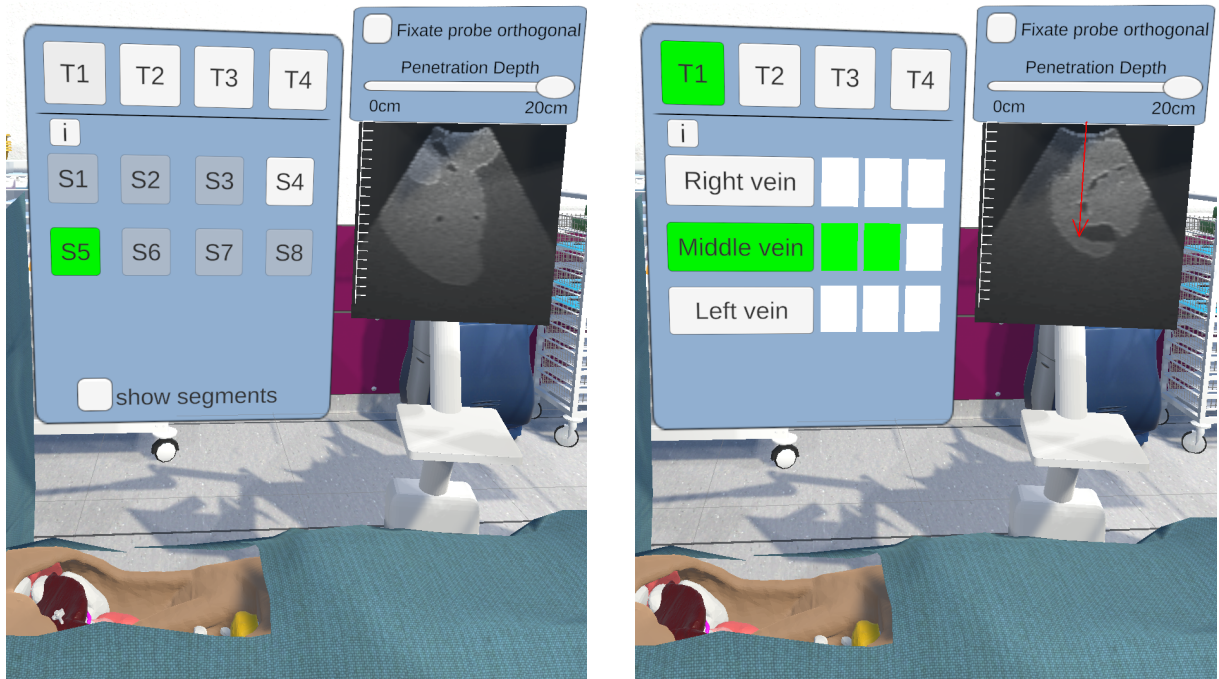 T1 T2 T3 T4
i
S1 S2 S3 S4
S5 S6 S7 S8
show segments
Fixate probe orthogonal
Penetration Depth
0cm 20cm
T1 T2 T3 T4
i
Right vein
Middle vein
Left vein
Fixate probe orthogonal
Penetration Depth
0cm 20cm